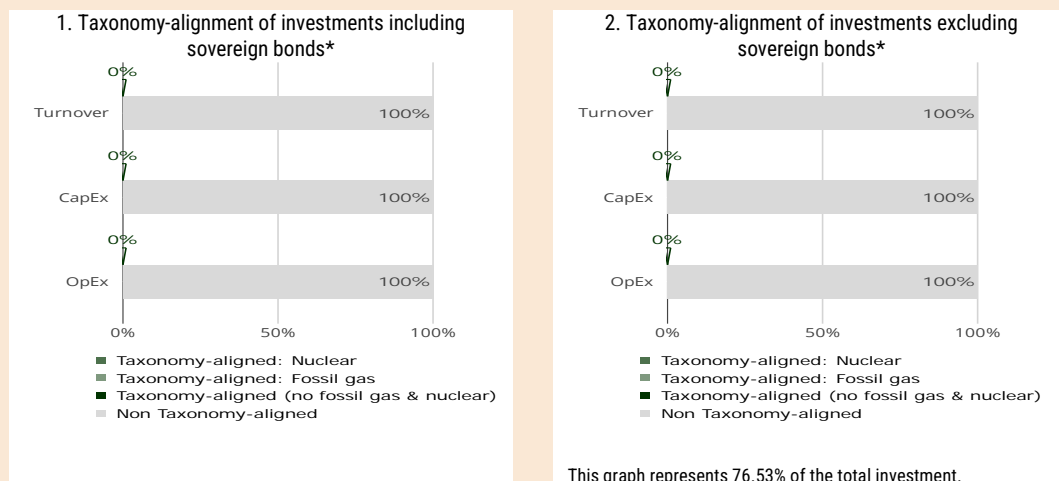 1. Taxonomy-alignment of investments including
sovereign bonds*
0%
Turnover
100%
0%
CapEx
100%
0%
OpEx
100%
0%
50%
100%
Taxonomy-aligned: Nuclear
Taxonomy-aligned: Fossil gas
Taxonomy-aligned (no fossil gas & nuclear)
Non Taxonomy-aligned
2. Taxonomy-alignment of investments excluding
sovereign bonds*
0%
Turnover
100%
0%
CapEx
100%
0%
OpEx
100%
0%
50%
100%
Taxonomy-aligned: Nuclear
Taxonomy-aligned: Fossil gas
Taxonomy-aligned (no fossil gas & nuclear)
Non Taxonomy-aligned
This graph represents 76.53% of the total investment.